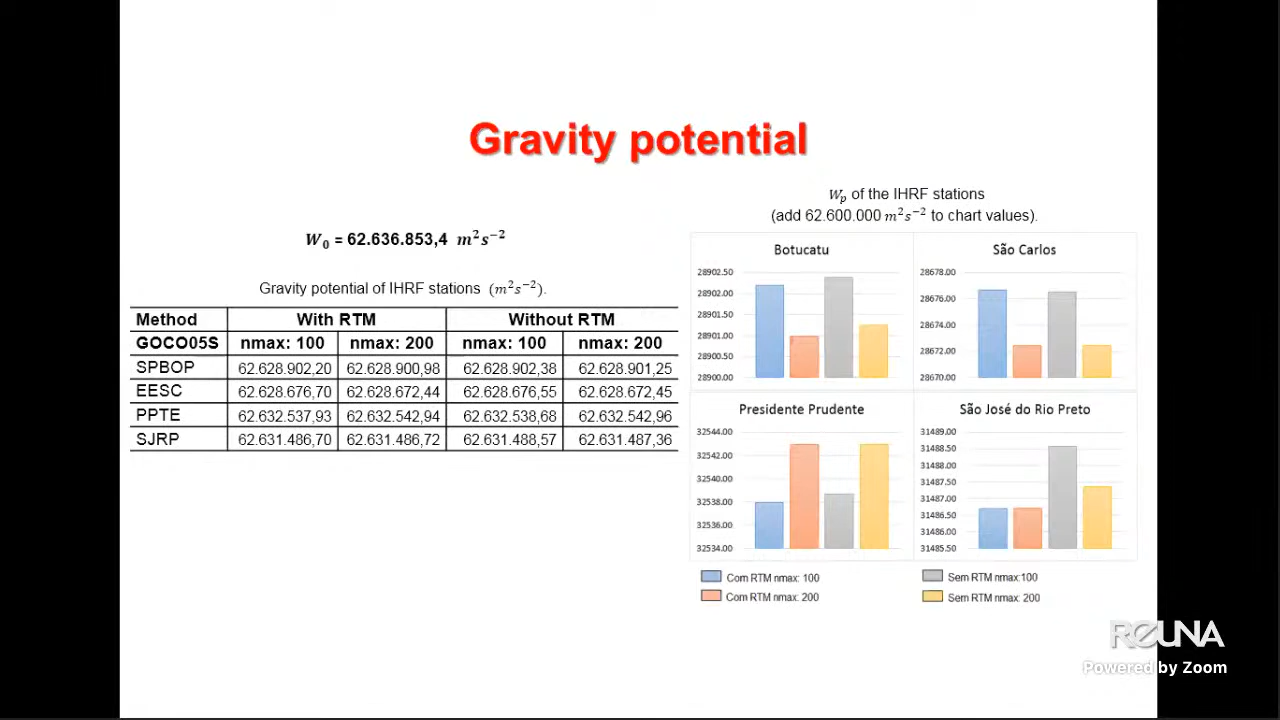 Gravity potential
W₀ = 62.636.853,4 m²s⁻²
Gravity potential of IHRF stations (m²s⁻²).
Method With RTM Without RTM
GOCO05S nmax: 100 nmax: 200 nmax: 100 nmax: 200
SPBOP 62.628.902,20 62.628.900,98 62.628.902,38 62.628.901,25
EESC 62.628.676,70 62.628.672,44 62.628.676,55 62.628.672,45
PPTE 62.632.537,93 62.632.542,94 62.632.538,68 62.632.542,96
SJRP 62.631.486,70 62.631.486,72 62.631.488,57 62.631.487,36
Wₚ of the IHRF stations
(add 62.600.000 m²s⁻² to chart values).
Botucatu
28902.50
28902.00
28901.50
28901.00
28900.50
28900.00
São Carlos
28678.00
28676.00
28674.00
28672.00
28670.00
Presidente Prudente
32544.00
32542.00
32540.00
32538.00
32536.00
32534.00
São José do Rio Preto
31489.00
31488.50
31488.00
31487.50
31487.00
31486.50
31486.00
31485.50
Com RTM nmax: 100
Com RTM nmax: 200
Sem RTM nmax:100
Sem RTM nmax: 200
REUNA
Powered by Zoom